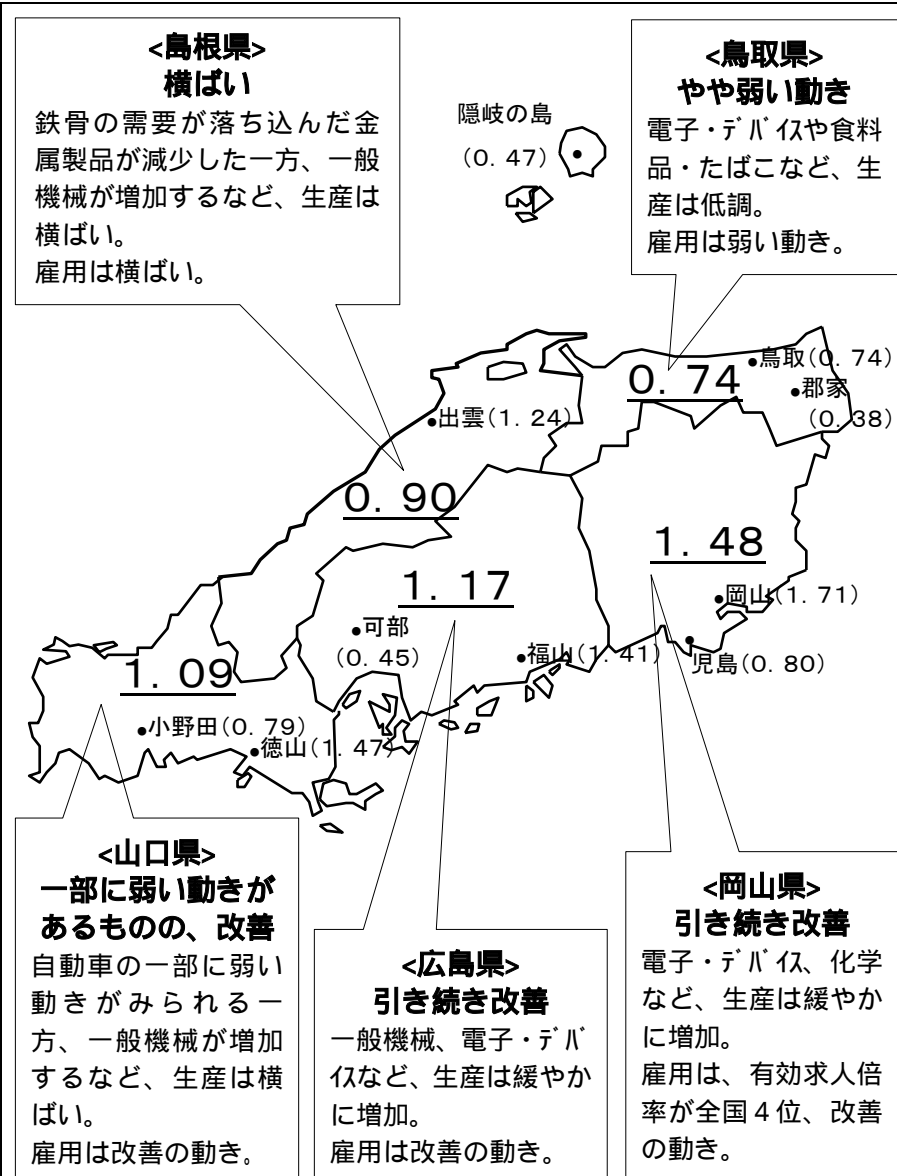 <島根県>
横ばい
鉄骨の需要が落ち込んだ金
属製品が減少した一方、一般
機械が増加するなど、生産は
横ばい。
雇用は横ばい。
隠岐の島
(0.47)
<鳥取県>
やや弱い動き
電子・ﾃﾞﾊﾞｲｽや食料
品・たばこなど、生
産は低調。
雇用は弱い動き。
0.74
鳥取(0.74)
郡家
(0.38)
出雲(1.24)
0.90
1.48
岡山(1.71)
児島(0.80)
1.17
可部
(0.45)
福山(1.41)
1.09
小野田(0.79)
徳山(1.47)
<山口県>
一部に弱い動きが
あるものの、改善
自動車の一部に弱い
動きがみられる一
方、一般機械が増加
するなど、生産は横
ばい。
雇用は改善の動き。
<広島県>
引き続き改善
一般機械、電子・ﾃﾞﾊﾞ
ｲｽなど、生産は緩やか
に増加。
雇用は改善の動き。
<岡山県>
引き続き改善
電子・ﾃﾞﾊﾞｲｽ、化学
など、生産は緩やか
に増加。
雇用は、有効求人倍
率が全国４位、改善
の動き。